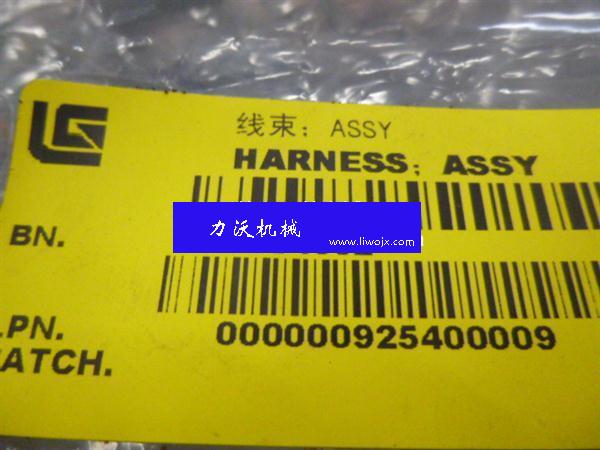 线束；ASSY
HARNESS; ASSY
BN.
力沃机械
www.liwojx.com
000000925400009
.PN.
ATCH.